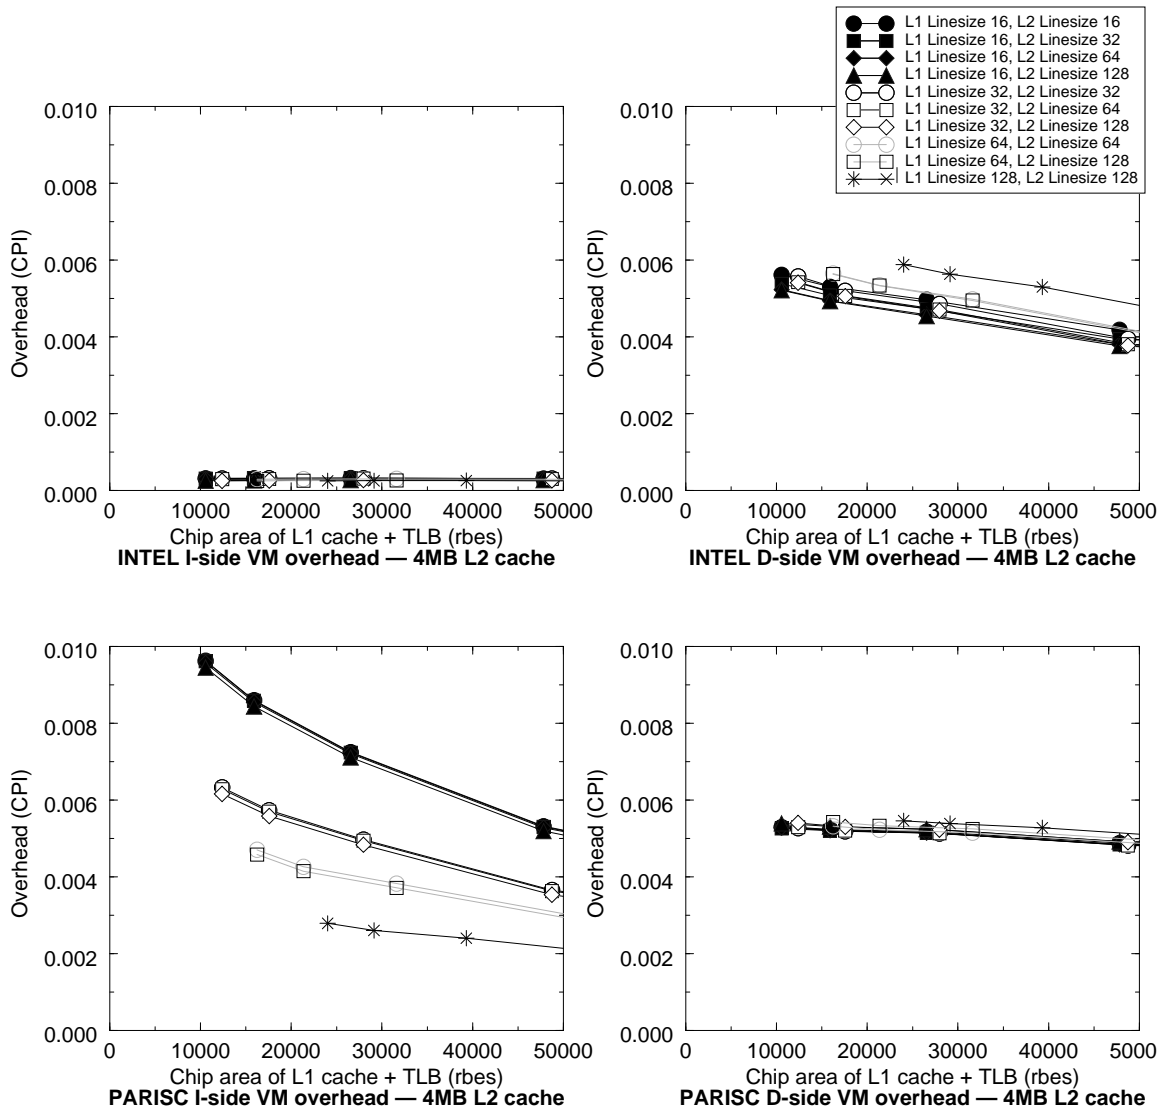 L1 Linesize 16, L2 Linesize 16
L1 Linesize 16, L2 Linesize 32
L1 Linesize 16, L2 Linesize 64
L1 Linesize 16, L2 Linesize 128
L1 Linesize 32, L2 Linesize 32
L1 Linesize 32, L2 Linesize 64
L1 Linesize 32, L2 Linesize 128
L1 Linesize 64, L2 Linesize 64
L1 Linesize 64, L2 Linesize 128
L1 Linesize 128, L2 Linesize 128
0.010
0.008
0.006
0.004
0.002
0.000
Overhead (CPI)
0 10000 20000 30000 40000 50000
Chip area of L1 cache + TLB (rbes)
INTEL I-side VM overhead — 4MB L2 cache
0.010
0.008
0.006
0.004
0.002
0.000
Overhead (CPI)
0 10000 20000 30000 40000 5000
Chip area of L1 cache + TLB (rbes)
INTEL D-side VM overhead — 4MB L2 cache
0.010
0.008
0.006
0.004
0.002
0.000
Overhead (CPI)
0 10000 20000 30000 40000 50000
Chip area of L1 cache + TLB (rbes)
PARISC I-side VM overhead — 4MB L2 cache
0.010
0.008
0.006
0.004
0.002
0.000
Overhead (CPI)
0 10000 20000 30000 40000 5000
Chip area of L1 cache + TLB (rbes)
PARISC D-side VM overhead — 4MB L2 cache